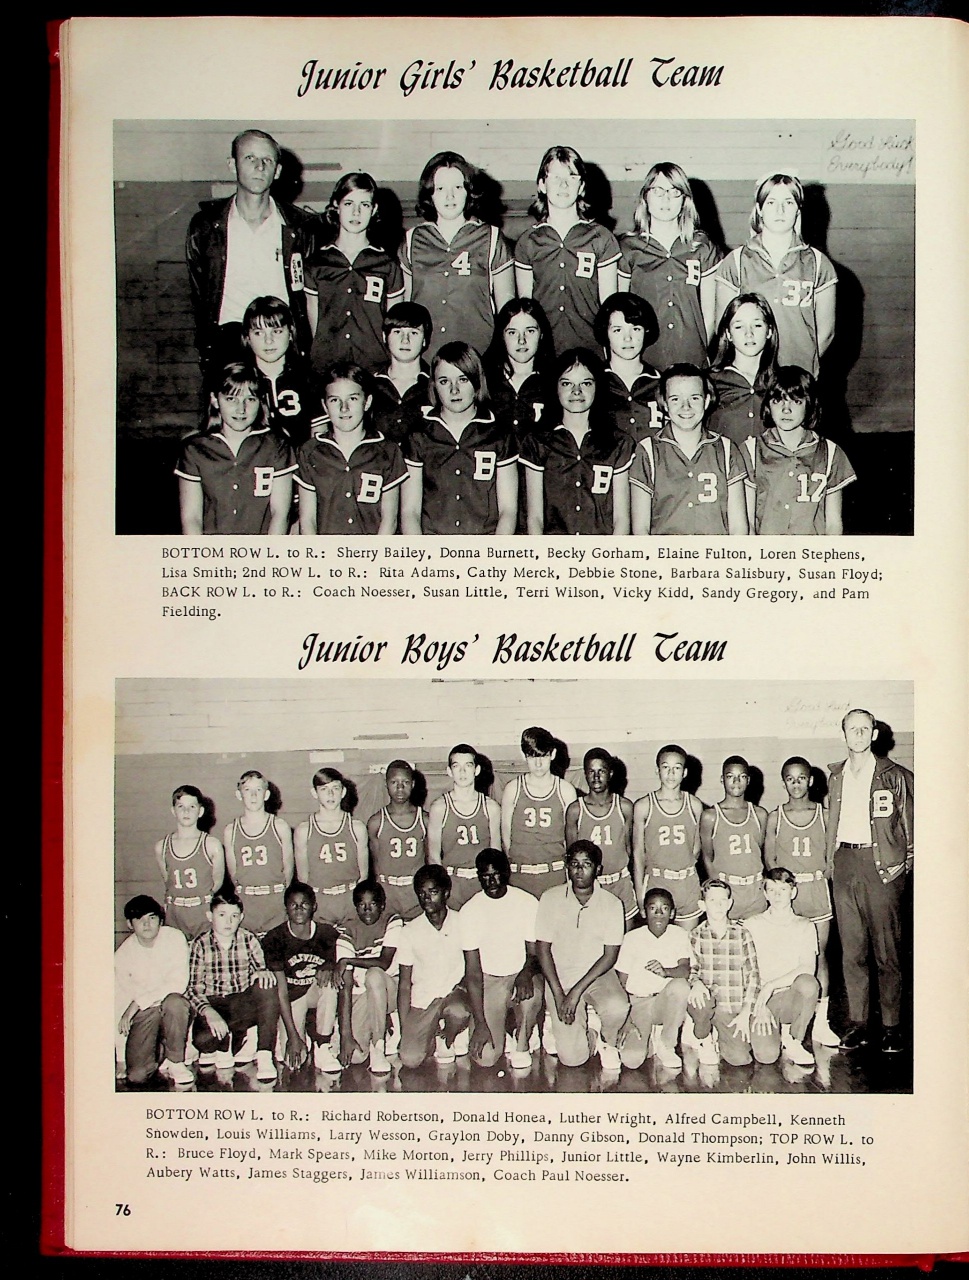 Junior Girls' Basketball Team
Good Luck
Everybody!
B 4 B B 32
13
B B B B 3 12
BOTTOM ROW L. to R.: Sherry Bailey, Donna Burnett, Becky Gorham, Elaine Fulton, Loren Stephens,
Lisa Smith; 2nd ROW L. to R.: Rita Adams, Cathy Merck, Debbie Stone, Barbara Salisbury, Susan Floyd;
BACK ROW L. to R.: Coach Noesser, Susan Little, Terri Wilson, Vicky Kidd, Sandy Gregory, and Pam
Fielding.
Junior Boys' Basketball Team
Good Luck
Everybody
13 23 45 33 31 35 41 25 21 11 B
BOTTOM ROW L. to R.: Richard Robertson, Donald Honea, Luther Wright, Alfred Campbell, Kenneth
Snowden, Louis Williams, Larry Wesson, Graylon Doby, Danny Gibson, Donald Thompson; TOP ROW L. to
R.: Bruce Floyd, Mark Spears, Mike Morton, Jerry Phillips, Junior Little, Wayne Kimberlin, John Willis,
Aubery Watts, James Staggers, James Williamson, Coach Paul Noesser.
76